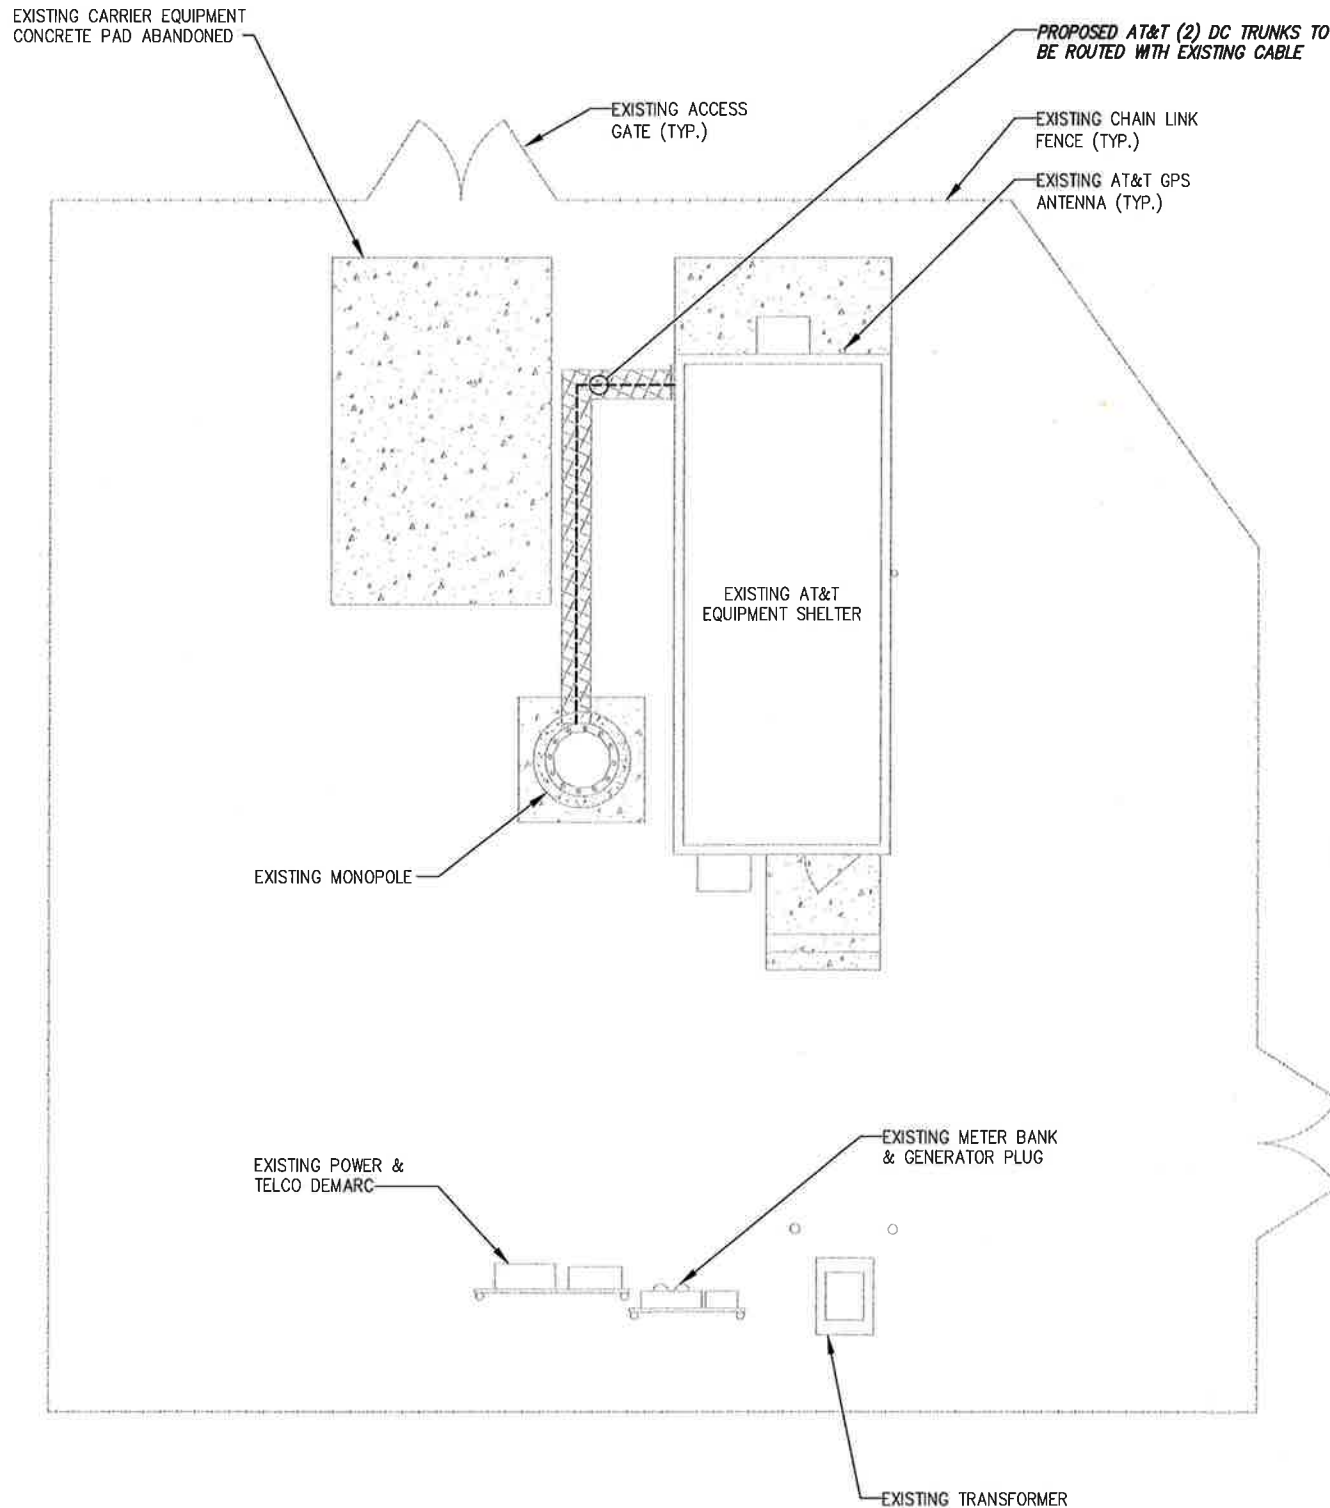 EXISTING CARRIER EQUIPMENT
CONCRETE PAD ABANDONED
PROPOSED AT&T (2) DC TRUNKS TO
BE ROUTED WITH EXISTING CABLE
EXISTING ACCESS
GATE (TYP.)
EXISTING CHAIN LINK
FENCE (TYP.)
EXISTING AT&T GPS
ANTENNA (TYP.)
EXISTING AT&T
EQUIPMENT SHELTER
EXISTING MONOPOLE
EXISTING METER BANK
& GENERATOR PLUG
EXISTING POWER &
TELCO DEMARC
EXISTING TRANSFORMER